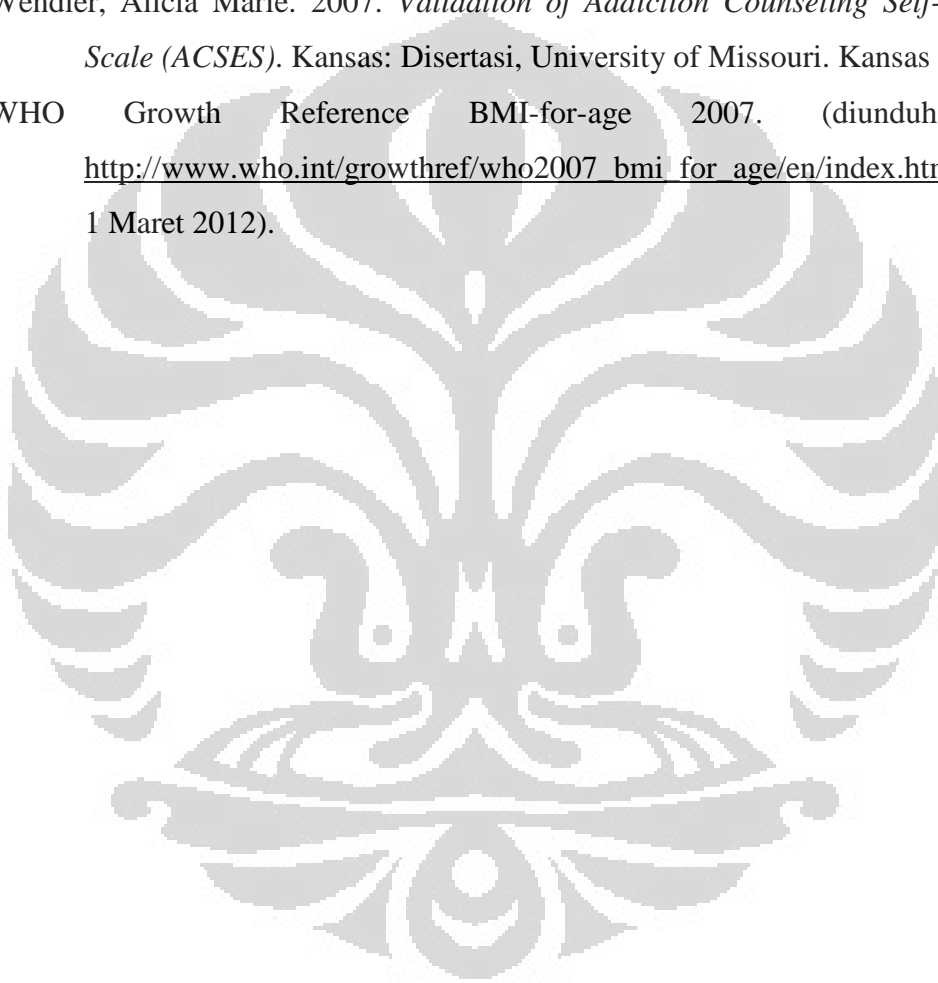 Wendler, Alicia Marie. 2007. Validation of Addiction Counseling Self-
Scale (ACSES). Kansas: Disertasi, University of Missouri. Kansas
WHO Growth Reference BMI-for-age 2007. (diunduh
http://www.who.int/growthref/who2007_bmi_for_age/en/index.htm
1 Maret 2012).